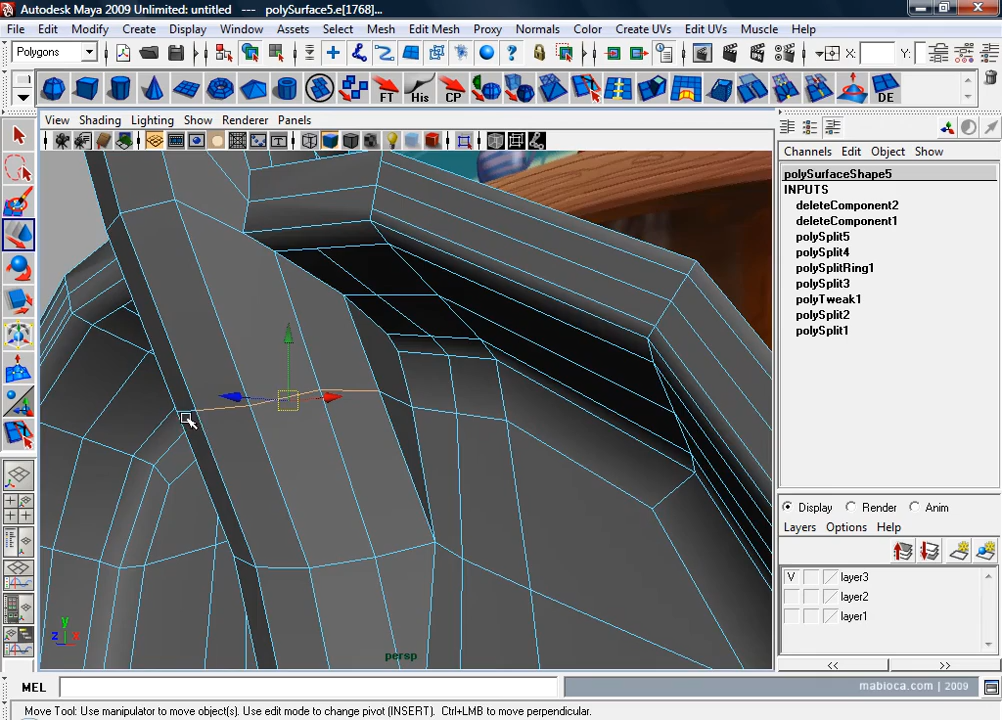 Autodesk Maya 2009 Unlimited: untitled --- polySurface5.e[1768]...
File Edit Modify Create Display Window Assets Select Mesh Edit Mesh Proxy Normals Color Create UVs Edit UVs Muscle Help
Polygons X: Y:
FT His CP DE
View Shading Lighting Show Renderer Panels
Channels Edit Object Show
polySurfaceShape5
INPUTS
deleteComponent2
deleteComponent1
polySplit5
polySplit4
polySplitRing1
polySplit3
polyTweak1
polySplit2
polySplit1
Display Render Anim
Layers Options Help
V layer3
layer2
layer1
y
z x
persp
<< >>
MEL mabioca.com | 2009
Move Tool: Use manipulator to move object(s). Use edit mode to change pivot (INSERT). Ctrl+LMB to move perpendicular.